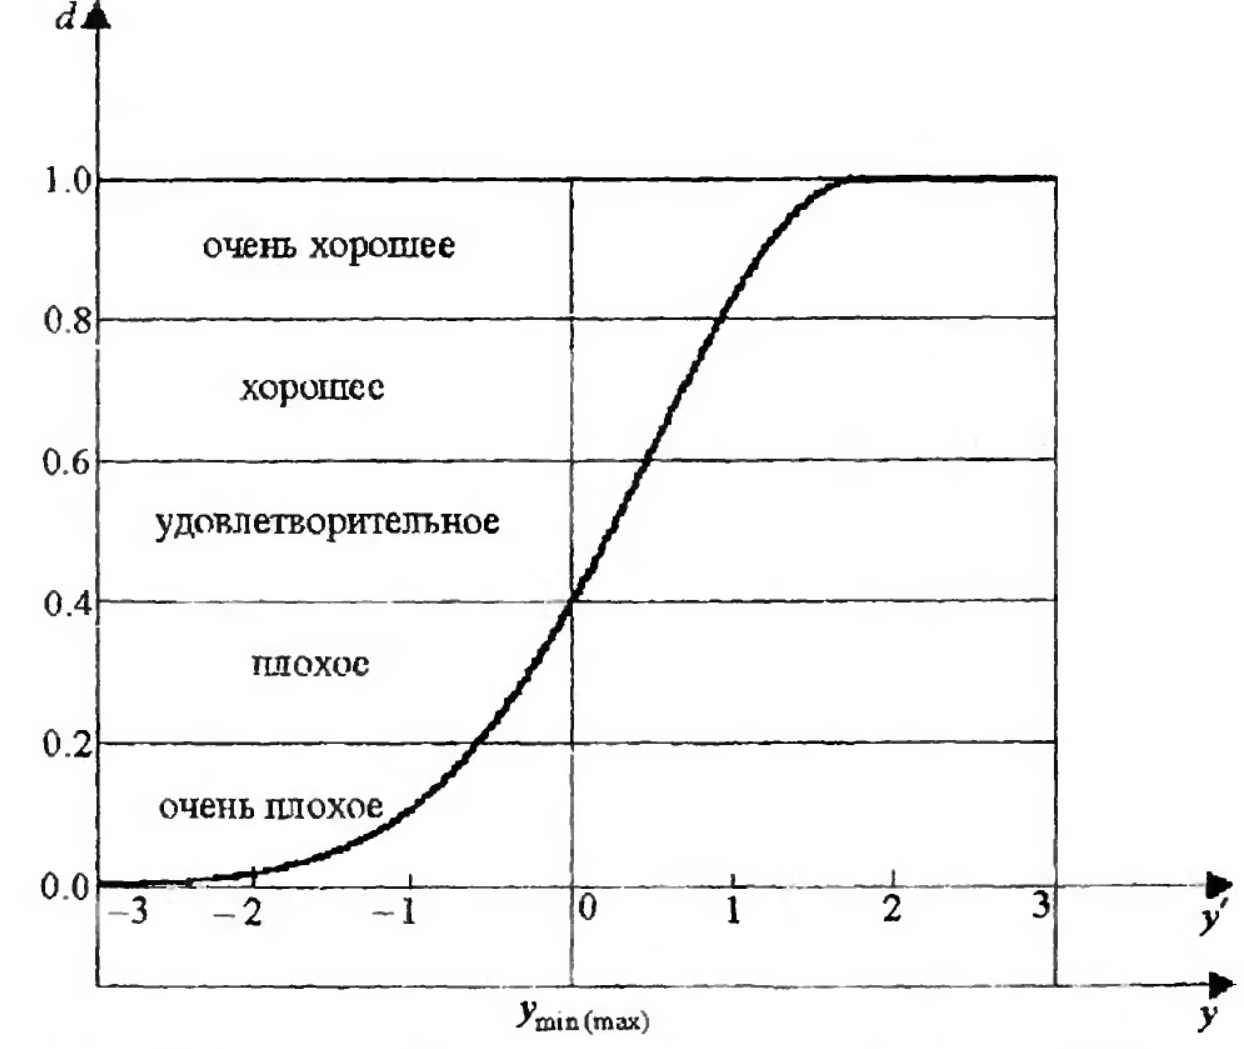 d
1.0
очень хорошее
0.8
хорошее
0.6
удовлетворительное
0.4
плохое
0.2
очень плохое
0.0
−3 −2 −1 0 1 2 3 y'
y min (max) y